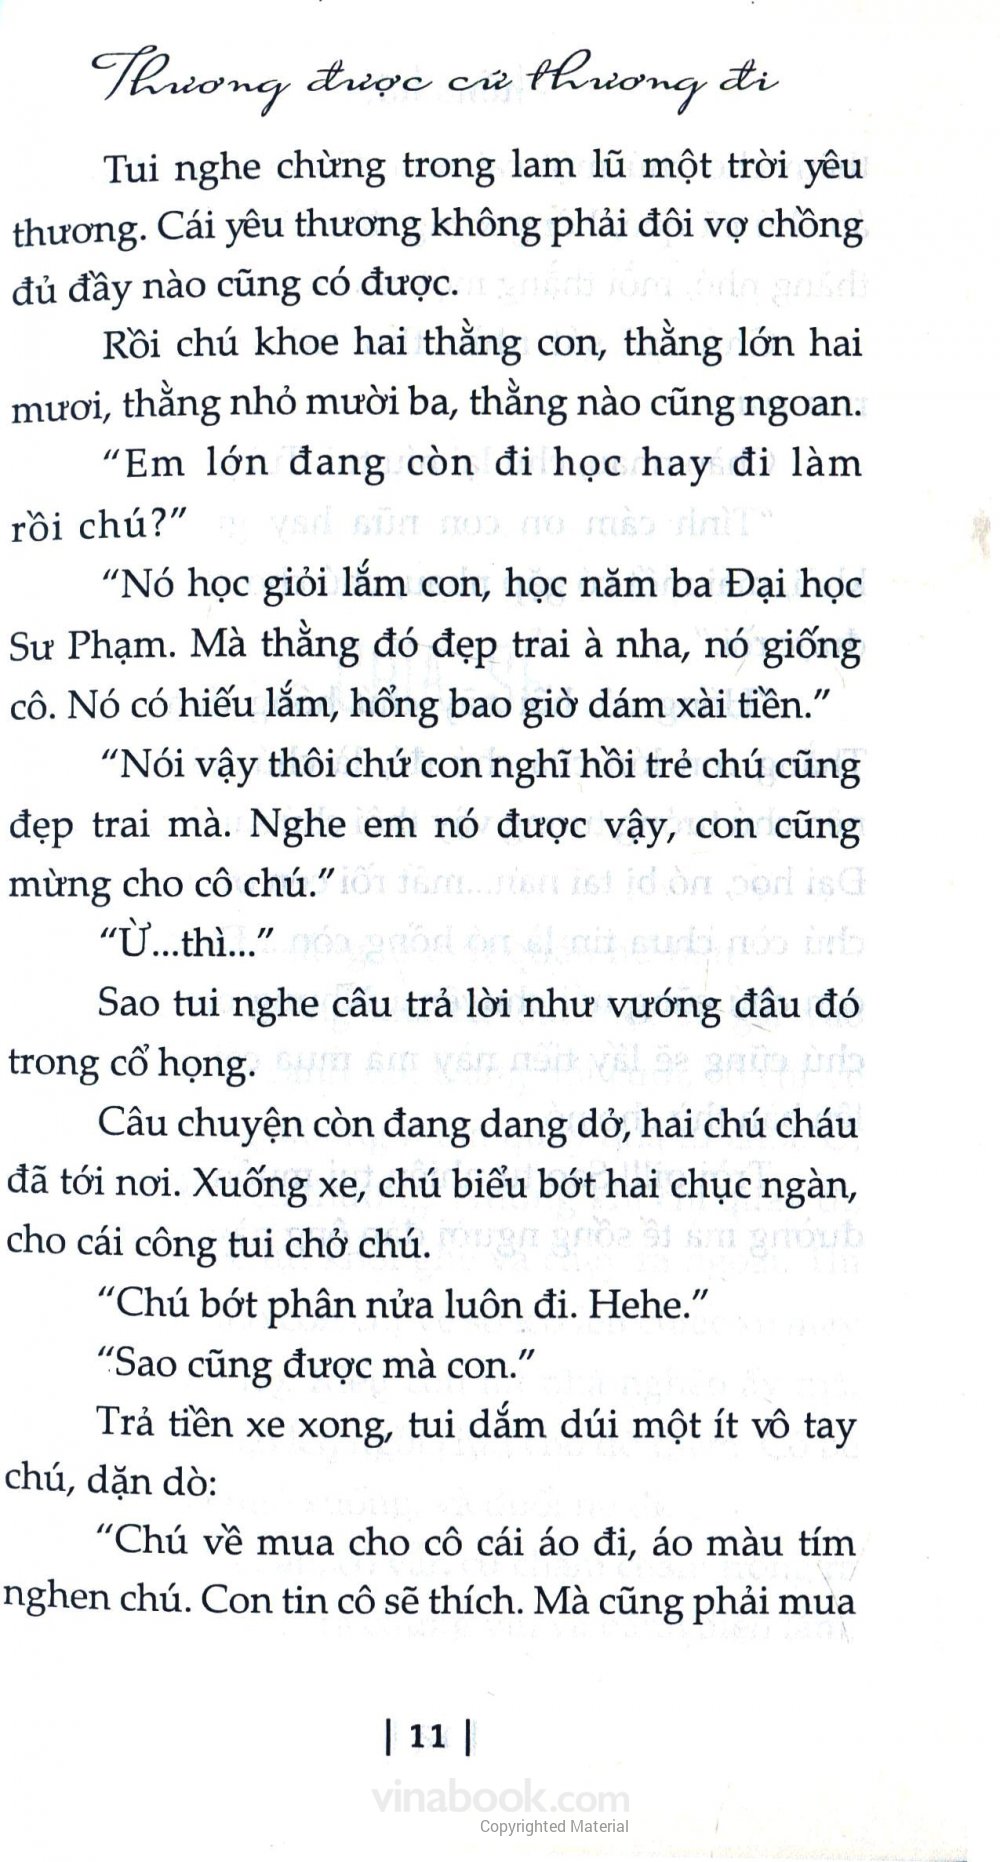 Thương được cứ thương đi
Tui nghe chừng trong lam lũ một trời yêu
thương. Cái yêu thương không phải đôi vợ chồng
đủ đầy nào cũng có được.
Rồi chú khoe hai thằng con, thằng lớn hai
mươi, thằng nhỏ mười ba, thằng nào cũng ngoan.
“Em lớn đang còn đi học hay đi làm
rồi chú?”
“Nó học giỏi lắm con, học năm ba Đại học
Sư Phạm. Mà thằng đó đẹp trai à nha, nó giống
cô. Nó có hiếu lắm, hổng bao giờ dám xài tiền.”
“Nói vậy thôi chứ con nghĩ hồi trẻ chú cũng
đẹp trai mà. Nghe em nó được vậy, con cũng
mừng cho cô chú.”
“Ừ...thì...”
Sao tui nghe câu trả lời như vướng đâu đó
trong cổ họng.
Câu chuyện còn đang dang dở, hai chú cháu
đã tới nơi. Xuống xe, chú biểu bớt hai chục ngàn,
cho cái công tui chở chú.
“Chú bớt phân nửa luôn đi. Hehe.”
“Sao cũng được mà con.”
Trả tiền xe xong, tui dắm dúi một ít vô tay
chú, dặn dò:
“Chú về mua cho cô cái áo đi, áo màu tím
nghen chú. Con tin cô sẽ thích. Mà cũng phải mua
| 11 |
vinabook.com
Copyrighted Material